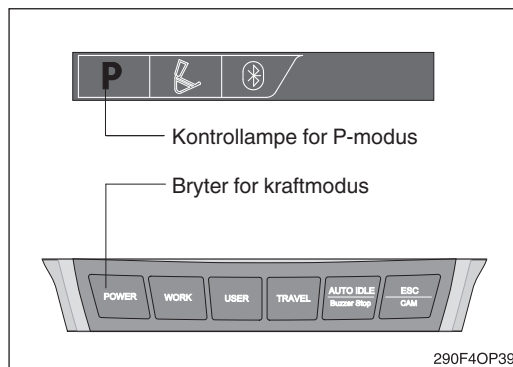 P
Kontrollampe for P-modus
Bryter for kraftmodus
POWER WORK USER TRAVEL AUTO IDLE ESC
Buzzer Stop CAM
290F4OP39